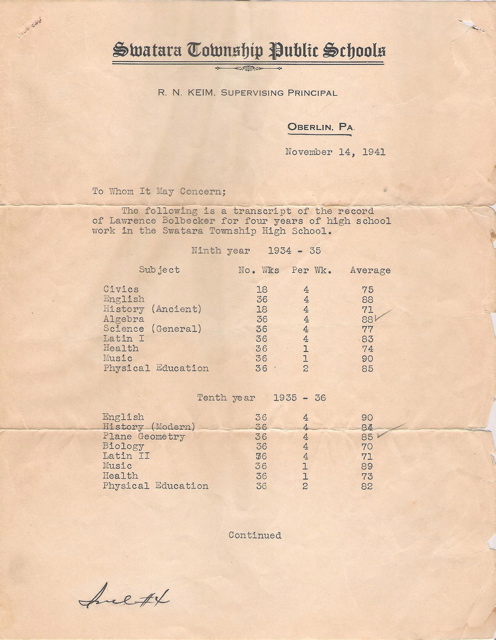 Swatara Township Public Schools
R. N. KEIM, SUPERVISING PRINCIPAL
OBERLIN, PA
November 14, 1941
To Whom It May Concern;
The following is a transcript of the record
of Lawrence Bolbecker for four years of high school
work in the Swatara Township High School.
Ninth year 1934 - 35
Subject No. Wks Per Wk. Average
Civics 18 4 75
English 36 4 88
History (Ancient) 18 4 71
Algebra 36 4 88
Science (General) 36 4 77
Latin I 36 4 83
Health 36 1 74
Music 36 1 90
Physical Education 36 2 85
Tenth year 1935 - 36
English 36 4 90
History (Modern) 36 4 84
Plane Geometry 36 4 85
Biology 36 4 70
Latin II 36 4 71
Music 36 1 89
Health 36 1 73
Physical Education 36 2 82
Continued